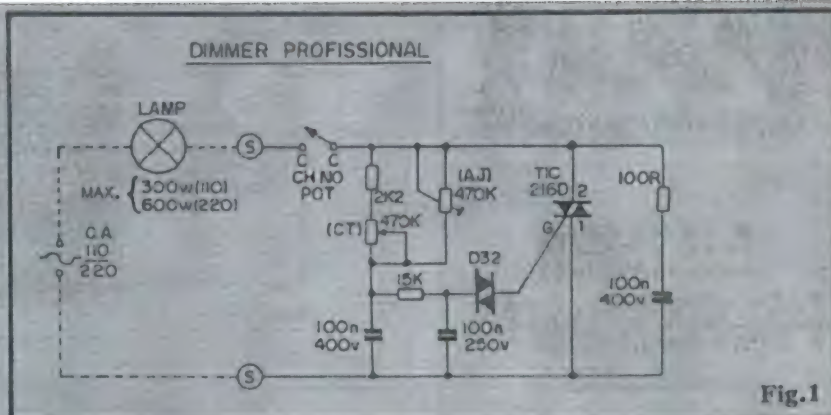 DIMMER PROFISSIONAL
LAMP
MAX. { 300w(110)
600w(220)
C.A
110
220
S
C C
CH.NO
POT
2K2
(CT) 470K
(AJ)
470K
TIC
216D
2
G
1
100R
D32
15K
100n
400v
100n
250v
100n
400v
S
Fig.1